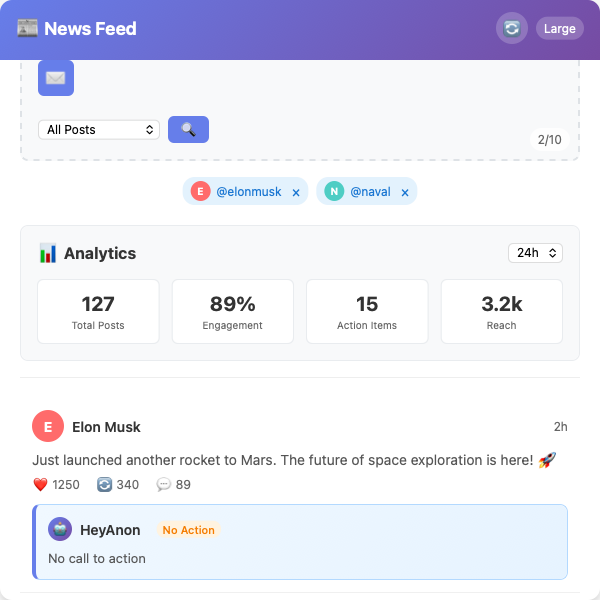 News Feed
Large
All Posts
2/10
E @elonmusk ×
N @naval ×
Analytics
24h
127
Total Posts
89%
Engagement
15
Action Items
3.2k
Reach
E Elon Musk 2h
Just launched another rocket to Mars. The future of space exploration is here! 🚀
❤️ 1250 🔄 340 💬 89
HeyAnon No Action
No call to action